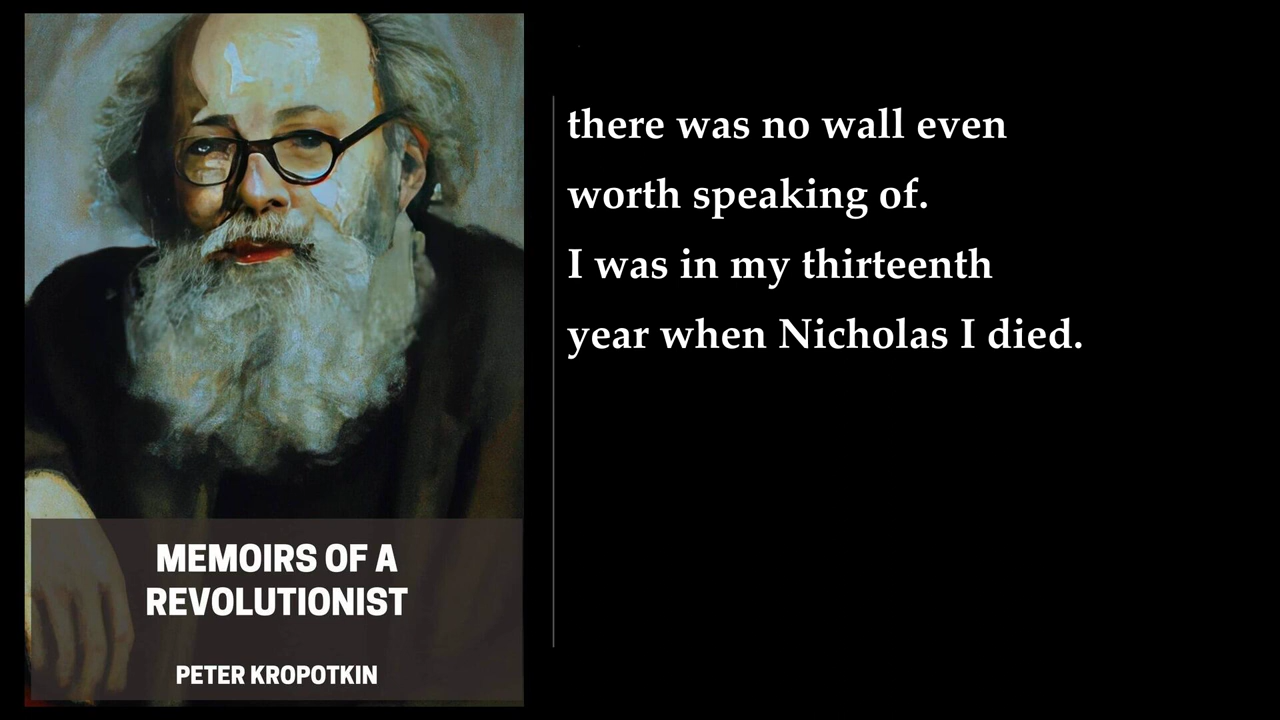 MEMOIRS OF A
REVOLUTIONIST
PETER KROPOTKIN
there was no wall even
worth speaking of.
I was in my thirteenth
year when Nicholas I died.